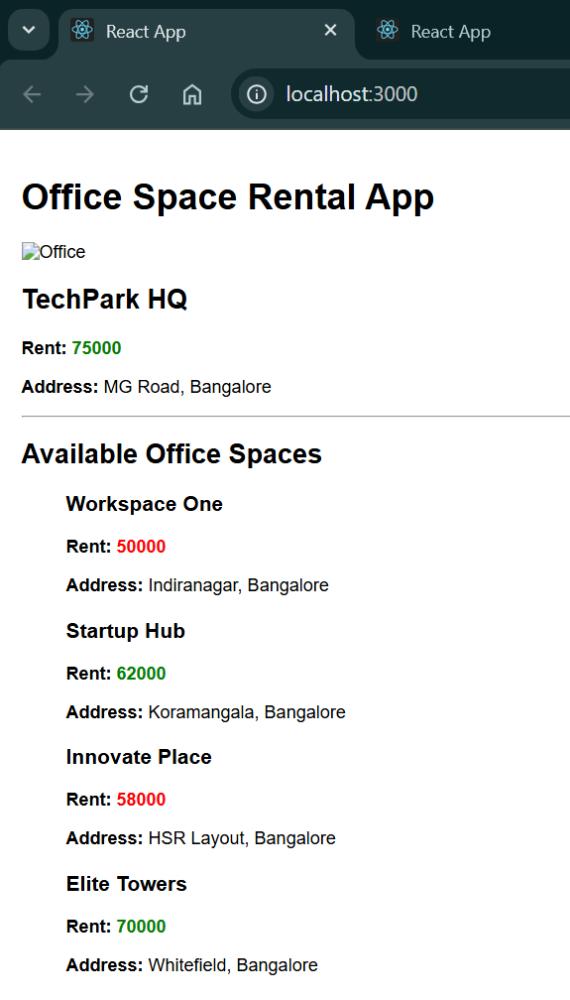 React App
React App
localhost:3000
Office Space Rental App
Office
TechPark HQ
Rent: 75000
Address: MG Road, Bangalore
Available Office Spaces
Workspace One
Rent: 50000
Address: Indiranagar, Bangalore
Startup Hub
Rent: 62000
Address: Koramangala, Bangalore
Innovate Place
Rent: 58000
Address: HSR Layout, Bangalore
Elite Towers
Rent: 70000
Address: Whitefield, Bangalore